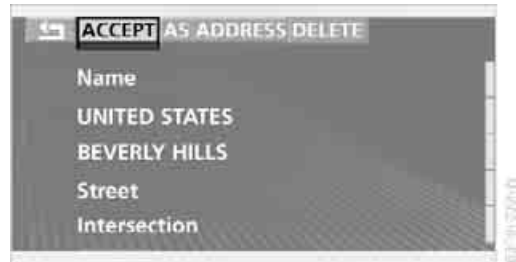 ACCEPT AS ADDRESS DELETE
Name
UNITED STATES
BEVERLY HILLS
Street
Intersection